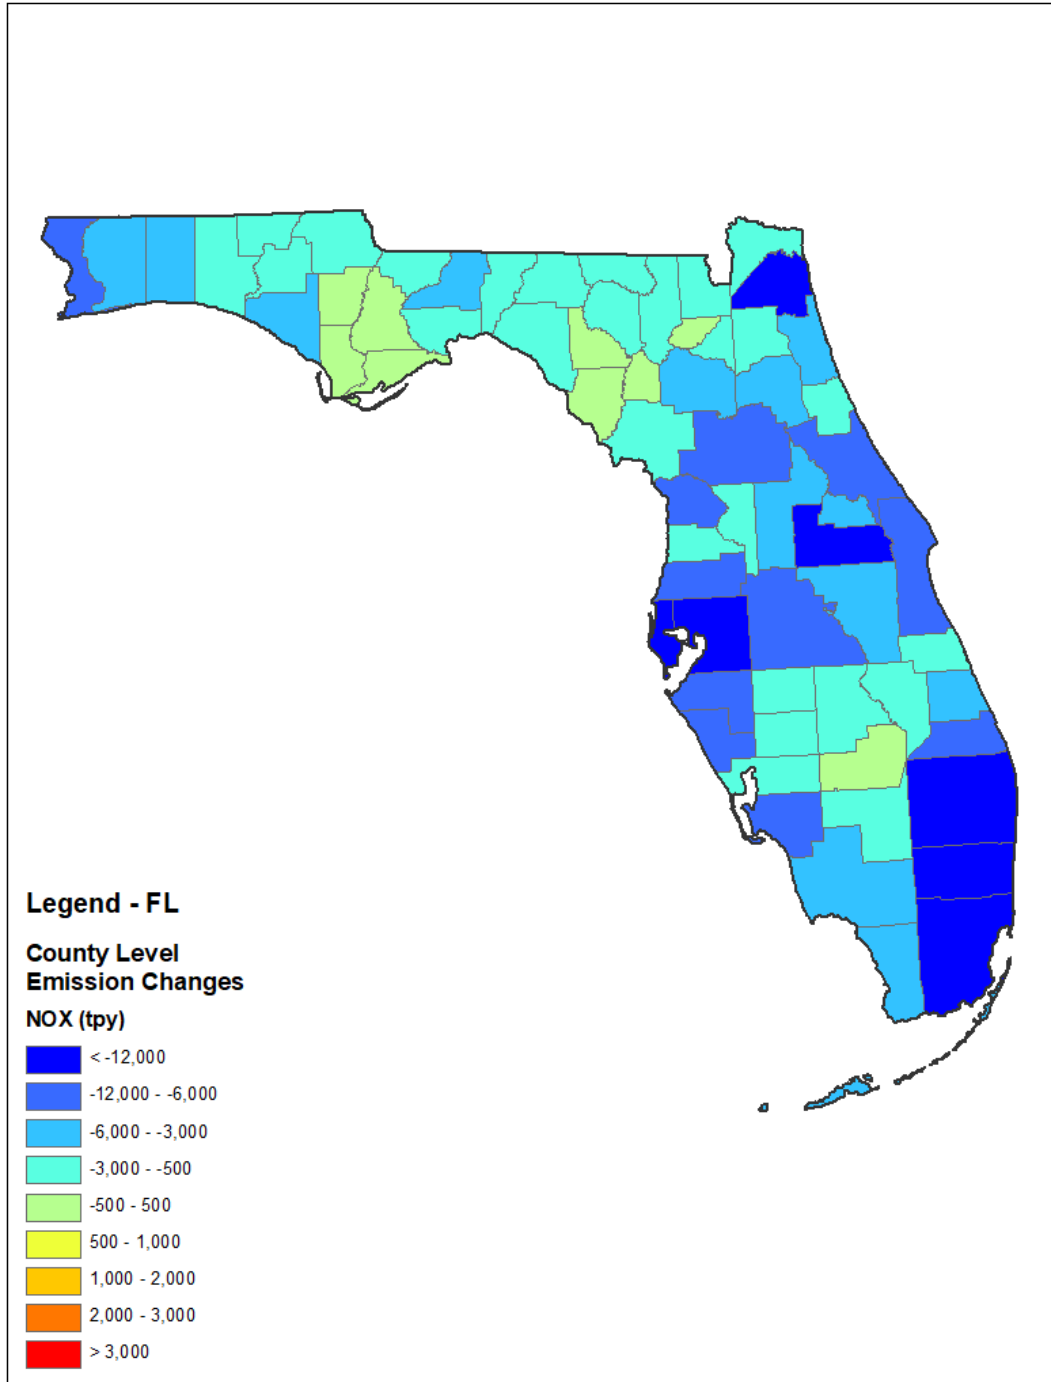 Legend - FL
County Level
Emission Changes
NOX (tpy)
< -12,000
-12,000 - -6,000
-6,000 - -3,000
-3,000 - -500
-500 - 500
500 - 1,000
1,000 - 2,000
2,000 - 3,000
> 3,000